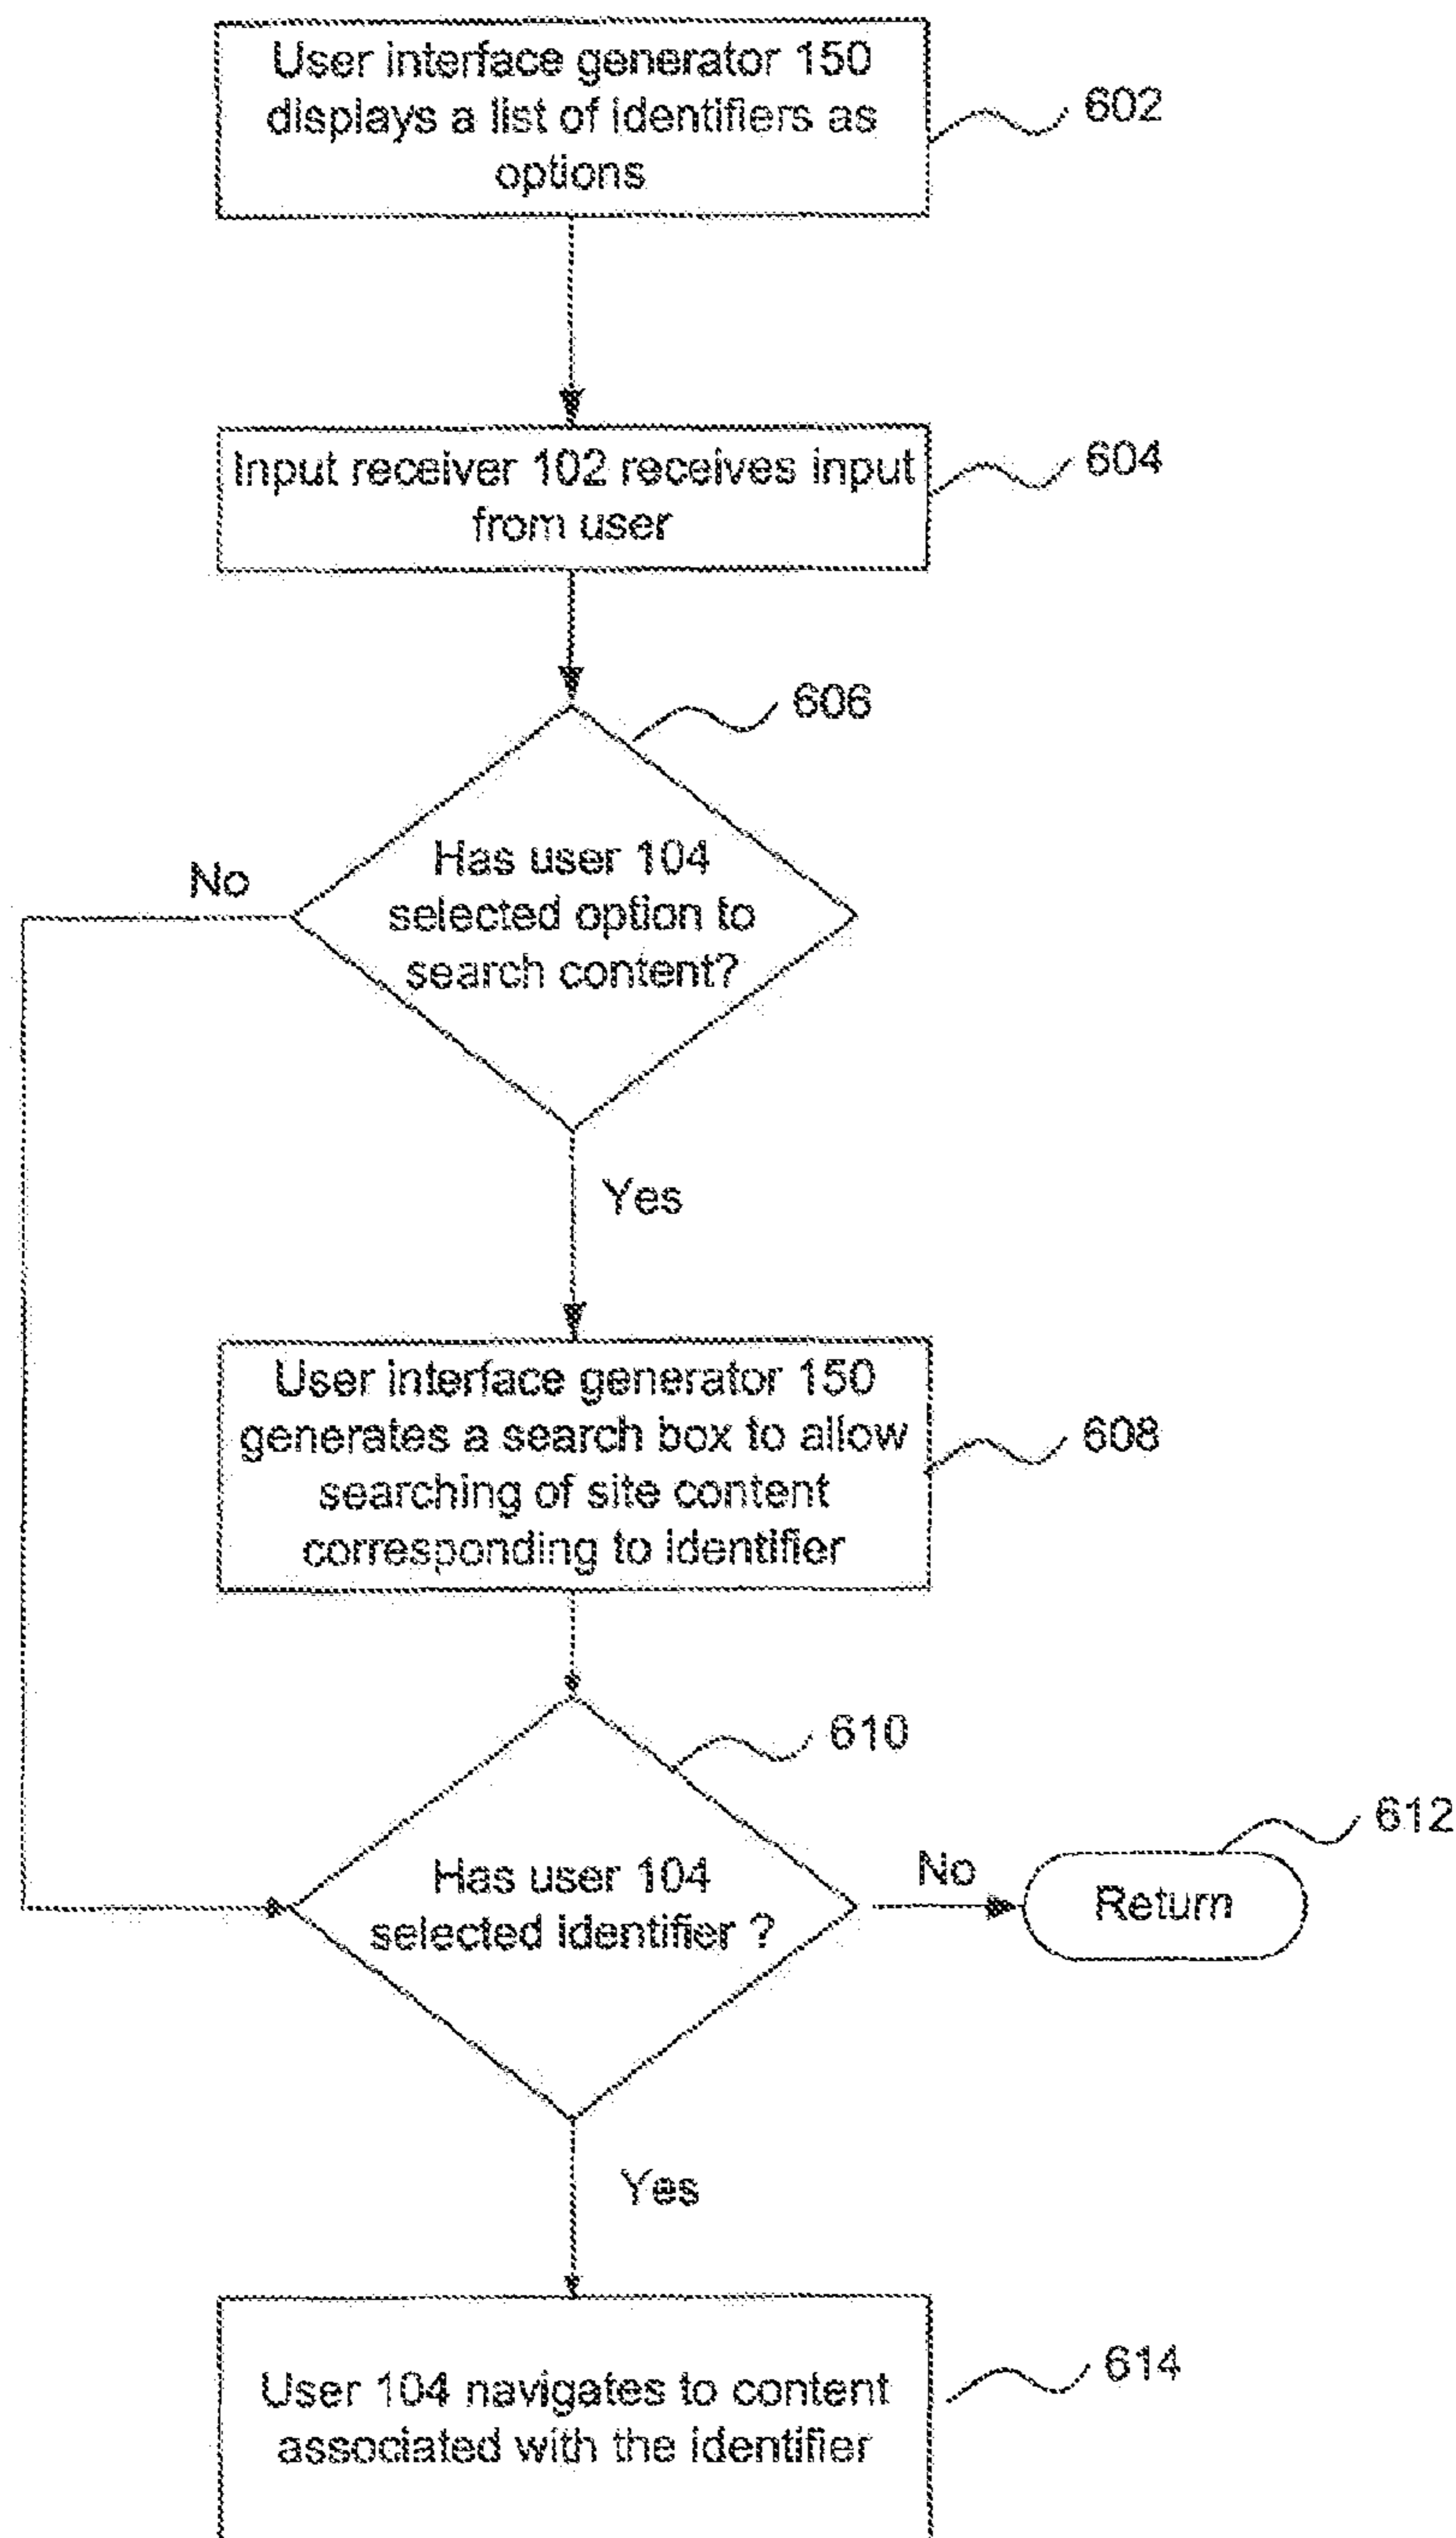 User interface generator 150
displays a list of identifiers as
options
602
Input receiver 102 receives input
from user
604
606
Has user 104
selected option to
search content?
No
Yes
User interface generator 150
generates a search box to allow
searching of site content
corresponding to identifier
608
610
Has user 104
selected identifier ?
No
612
Return
Yes
User 104 navigates to content
associated with the identifier
614